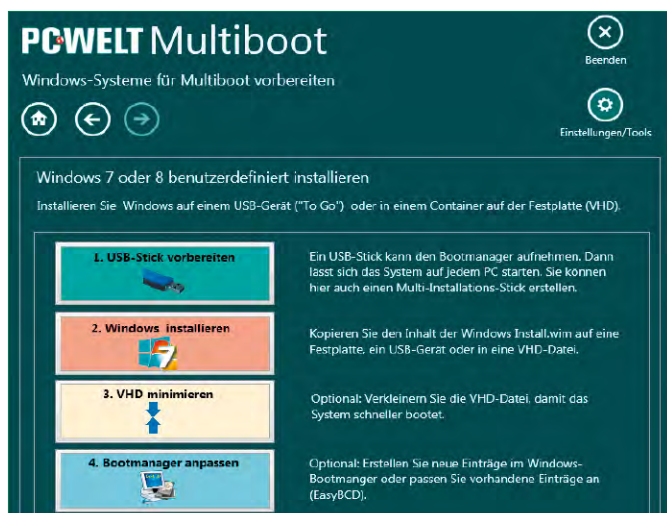 PCWELT Multiboot
Windows-Systeme für Multiboot vorbereiten
Beenden
Einstellungen/Tools
Windows 7 oder 8 benutzerdefiniert installieren
Installieren Sie Windows auf einem USB-Gerät ("To Go") oder in einem Container auf der Festplatte (VHD).
1. USB-Stick vorbereiten
Ein USB-Stick kann den Bootmanager aufnehmen. Dann
lässt sich das System auf jedem PC starten. Sie können
hier auch einen Multi-Installations-Stick erstellen.
2. Windows installieren
7
Kopieren Sie den Inhalt der Windows Install.wim auf eine
Festplatte, ein USB-Gerät oder in eine VHD-Datei.
3. VHD minimieren
Optional: Verkleinern Sie die VHD-Datei, damit das
System schneller bootet.
4. Bootmanager anpassen
Optional: Erstellen Sie neue Einträge im Windows-
Bootmanger oder passen Sie vorhandene Einträge an
(EasyBCD).